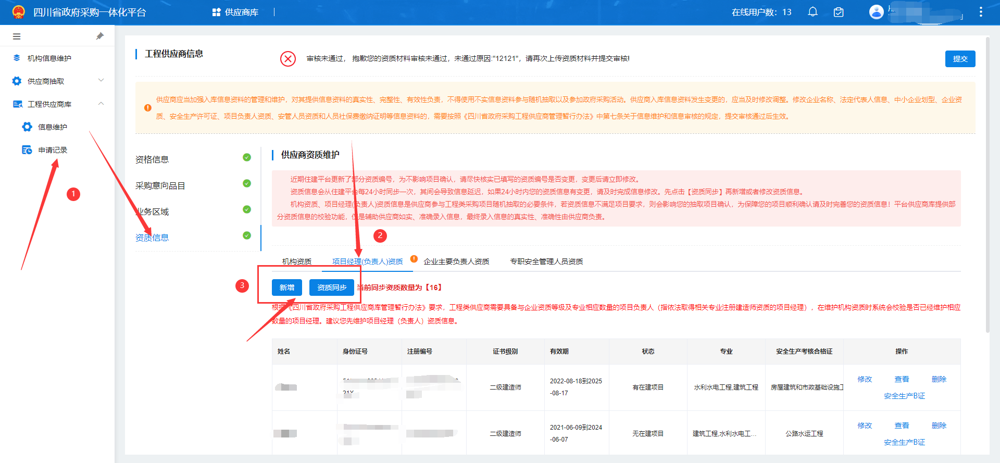 四川省政府采购一体化平台
供应商库
在线用户数：13
机构信息维护
供应商抽取
工程供应商库
信息维护
申请记录
1
工程供应商信息
审核未通过， 抱歉您的资质材料审核未通过，未通过原因:"12121"，请再次上传资质材料并提交审核!
提交
供应商应当加强入库信息资料的管理和维护，对其提供信息资料的真实性、完整性、有效性负责，不得使用不实信息资料参与随机抽取以及参加政府采购活动。供应商入库信息资料发生变更的，应当及时修改调整。修改企业名称、法定代表人信息、中小企业划型、企业资
质、安全生产许可证、项目负责人资质、安管人员资质和人员社保费缴纳证明等信息资料的，需要按照《四川省政府采购工程供应商管理暂行办法》中第七条关于信息维护和信息审核的规定，提交审核通过后生效。
资格信息
采购意向品目
业务区域
资质信息
供应商资质维护
近期住建平台更新了部分资质编号，为不影响项目确认，请尽快核实已填写的资质编号是否变更，变更后请立即修改。
资质信息会从住建平台每24小时同步一次，其间会导致信息延迟，如果24小时内您的资质信息有变更，请及时完成信息修改。先点击【资质同步】再新增或者修改资质信息。
机构资质、项目经理(负责人)资质信息是供应商参与工程类采购项目随机抽取的必要条件，若资质信息不满足项目要求，则会影响您的抽取项目确认，为保障您的项目顺利确认请及时完善您的资质信息！平台供应商库提供部
分资质信息的校验功能，仅是辅助供应商如实、准确录入信息，最终录入信息的真实性、准确性由供应商负责。
2
机构资质
项目经理(负责人)资质
企业主要负责人资质
专职安全管理人员资质
3
新增
资质同步
当前同步资质数量为【16】
根据《四川省政府采购工程供应商库管理暂行办法》要求，工程类供应商需要具备与企业资质等级及专业相应数量的项目负责人（指依法取得相关专业注册建造师资质的项目经理），在维护机构资质时系统会校验是否已经维护相应
数量的项目经理。建议您先维护项目经理（负责人）资质信息。
姓名 身份证号 注册编号 证书级别 有效期 状态 专业 安全生产考核合格证 操作
21X
二级建造师
2022-08-18到2025
-08-17
有在建项目
水利水电工程,建筑工程
房屋建筑和市政基础设施工
修改 查看 删除
安全生产B证
二级建造师
2021-06-09到2024
-06-07
无在建项目
建筑工程,水利水电工...
公路水运工程
修改 查看 删除
安全生产B证